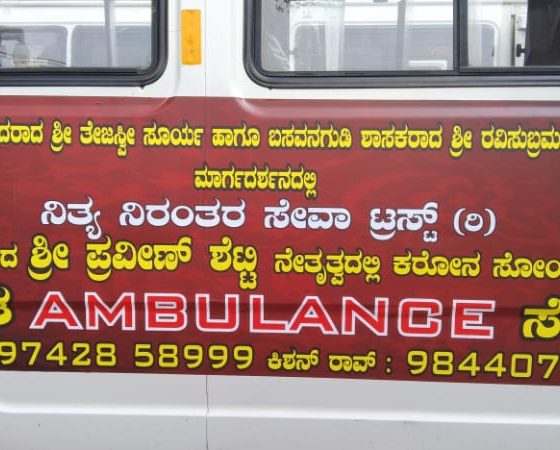 ದರಾದ ಶ್ರೀ ತೇಜಸ್ವೀ ಸೂರ್ಯ ಹಾಗೂ ಬಸವನಗುಡಿ ಶಾಸಕರಾದ ಶ್ರೀ ರವಿಸುಬ್ರಮ
ಮಾರ್ಗದರ್ಶನದಲ್ಲಿ
ನಿತ್ಯ ನಿರಂತರ ಸೇವಾ ಟ್ರಸ್ಟ್ (ರಿ)
ದ ಶ್ರೀ ಪ್ರವೀಣ್ ಶೆಟ್ಟಿ ನೇತೃತ್ವದಲ್ಲಿ ಕರೋನ ಸೋಂ
AMBULANCE ಸೇ
97428 58999 ಕಿಶನ್ ರಾವ್ : 984407